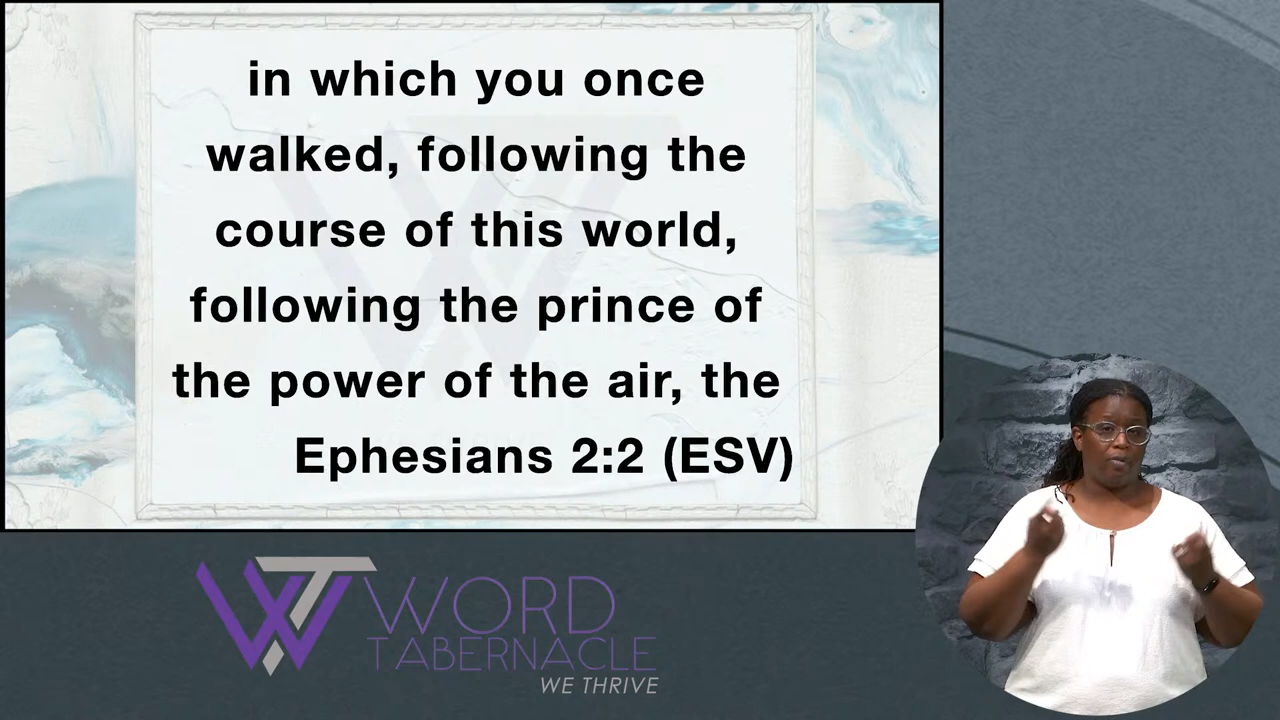 in which you once
walked, following the
course of this world,
following the prince of
the power of the air, the
Ephesians 2:2 (ESV)
WT WORD
TABERNACLE
WE THRIVE